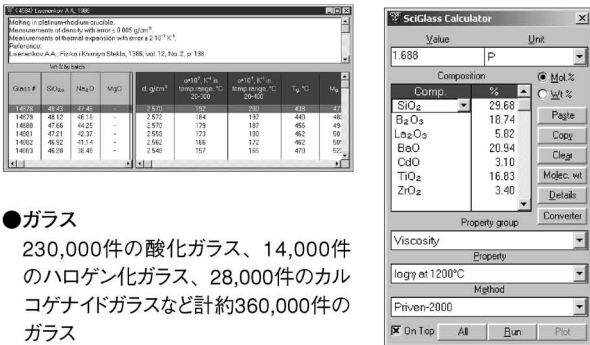 (4584) Lisenenkov A.A, 1986
Melting in platinum-rhodium crucible.
Measurements of density with error ± 0.005 g/cm³.
Measurements of thermal expansion with error ± 2·10⁻⁷ K⁻¹.
Reference:
Lisenenkov A.A., Fizika i Khimiya Stekla, 1986, vol. 12, No. 2, p. 198.
Wt % by batch
Glass # SiO₂ Na₂O MgO d, g/cm³ α*10⁷, K⁻¹ in temp.range, °C 20-300 α*10⁷, K⁻¹ in temp.range, °C 20-400 Tg, °C
14878 48.43 47.46 - 2.570 192 200 438
14879 48.12 46.16 - 2.572 184 197 440
14880 47.66 44.25 - 2.570 179 187 456
14881 47.21 42.37 - 2.558 173 180 462
14882 46.92 41.14 - 2.562 166 172 462
14883 46.28 38.48 - 2.548 157 165 470
●ガラス
230,000件の酸化ガラス、14,000件
のハロゲン化ガラス、28,000件のカル
コゲナイドガラスなど計約360,000件の
ガラス
SciGlass Calculator
Value Unit
1.688 P
Composition
Comp. % Mol.%
SiO₂ 29.68 Wt %
B₂O₃ 18.74 Paste
La₂O₃ 5.82 Copy
BaO 20.94 Clear
CdO 3.10 Molec. wt
TiO₂ 16.83 Details
ZrO₂ 3.40 Converter
Property group
Viscosity
Property
logη at 1200°C
Method
Priven-2000
On Top All Run Plot